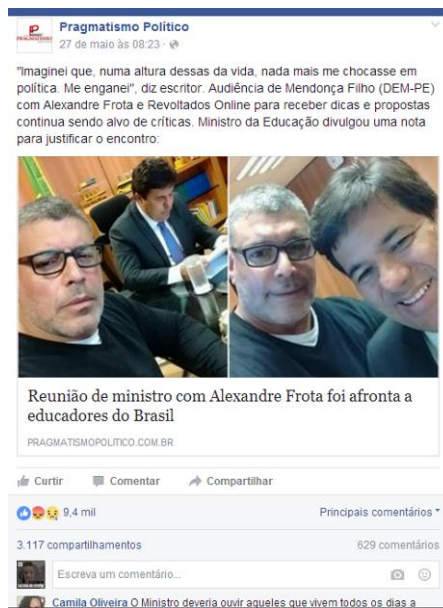 Pragmatismo Político
27 de maio às 08:23 ·
"Imaginei que, numa altura dessas da vida, nada mais me chocasse em
política. Me enganei", diz escritor. Audiência de Mendonça Filho (DEM-PE)
com Alexandre Frota e Revoltados Online para receber dicas e propostas
continua sendo alvo de críticas. Ministro da Educação divulgou uma nota
para justificar o encontro:
Reunião de ministro com Alexandre Frota foi afronta a
educadores do Brasil
PRAGMATISMOPOLITICO.COM.BR
Curtir Comentar Compartilhar
9,4 mil Principais comentários
3.117 compartilhamentos 629 comentários
Escreva um comentário...
Camila Oliveira O Ministro deveria ouvir aqueles que vivem todos os dias a